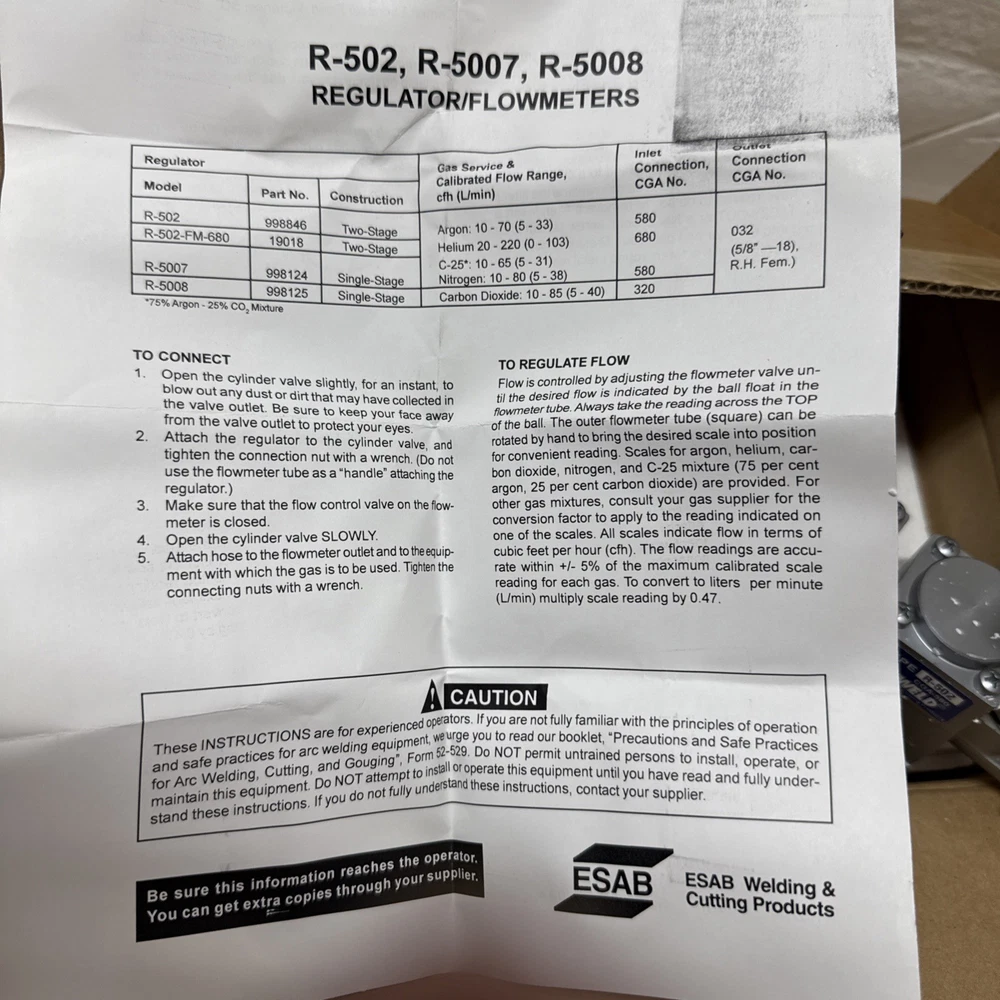 R-502, R-5007, R-5008
REGULATOR/FLOWMETERS
Regulator
Model
Part No.
Construction
Gas Service &
Calibrated Flow Range,
cfh (L/min)
Inlet
Connection,
CGA No.
Outlet
Connection
CGA No.
R-502
998846
Two-Stage
R-502-FM-680
19018
Two-Stage
R-5007
998124
Single-Stage
R-5008
998125
Single-Stage
Argon: 10 - 70 (5 - 33)
Helium 20 - 220 (0 - 103)
C-25*: 10 - 65 (5 - 31)
Nitrogen: 10 - 80 (5 - 38)
Carbon Dioxide: 10 - 85 (5 - 40)
580
680
580
320
032
(5/8" —18),
R.H. Fem.)
*75% Argon - 25% CO₂ Mixture
TO CONNECT
1. Open the cylinder valve slightly, for an instant, to
blow out any dust or dirt that may have collected in
the valve outlet. Be sure to keep your face away
from the valve outlet to protect your eyes.
2. Attach the regulator to the cylinder valve, and
tighten the connection nut with a wrench. (Do not
use the flowmeter tube as a "handle" attaching the
regulator.)
3. Make sure that the flow control valve on the flow-
meter is closed.
4. Open the cylinder valve SLOWLY.
5. Attach hose to the flowmeter outlet and to the equip-
ment with which the gas is to be used. Tighten the
connecting nuts with a wrench.
TO REGULATE FLOW
Flow is controlled by adjusting the flowmeter valve un-
til the desired flow is indicated by the ball float in the
flowmeter tube. Always take the reading across the TOP
of the ball. The outer flowmeter tube (square) can be
rotated by hand to bring the desired scale into position
for convenient reading. Scales for argon, helium, car-
bon dioxide, nitrogen, and C-25 mixture (75 per cent
argon, 25 per cent carbon dioxide) are provided. For
other gas mixtures, consult your gas supplier for the
conversion factor to apply to the reading indicated on
one of the scales. All scales indicate flow in terms of
cubic feet per hour (cfh). The flow readings are accu-
rate within +/- 5% of the maximum calibrated scale
reading for each gas. To convert to liters per minute
(L/min) multiply scale reading by 0.47.
CAUTION
These INSTRUCTIONS are for experienced operators. If you are not fully familiar with the principles of operation
and safe practices for arc welding equipment, we urge you to read our booklet, "Precautions and Safe Practices
for Arc Welding, Cutting, and Gouging", Form 52-529. Do NOT permit untrained persons to install, operate, or
maintain this equipment. Do NOT attempt to install or operate this equipment until you have read and fully under-
stand these instructions. If you do not fully understand these instructions, contact your supplier.
Be sure this information reaches the operator.
You can get extra copies through your supplier.
ESAB
ESAB Welding &
Cutting Products
R-502